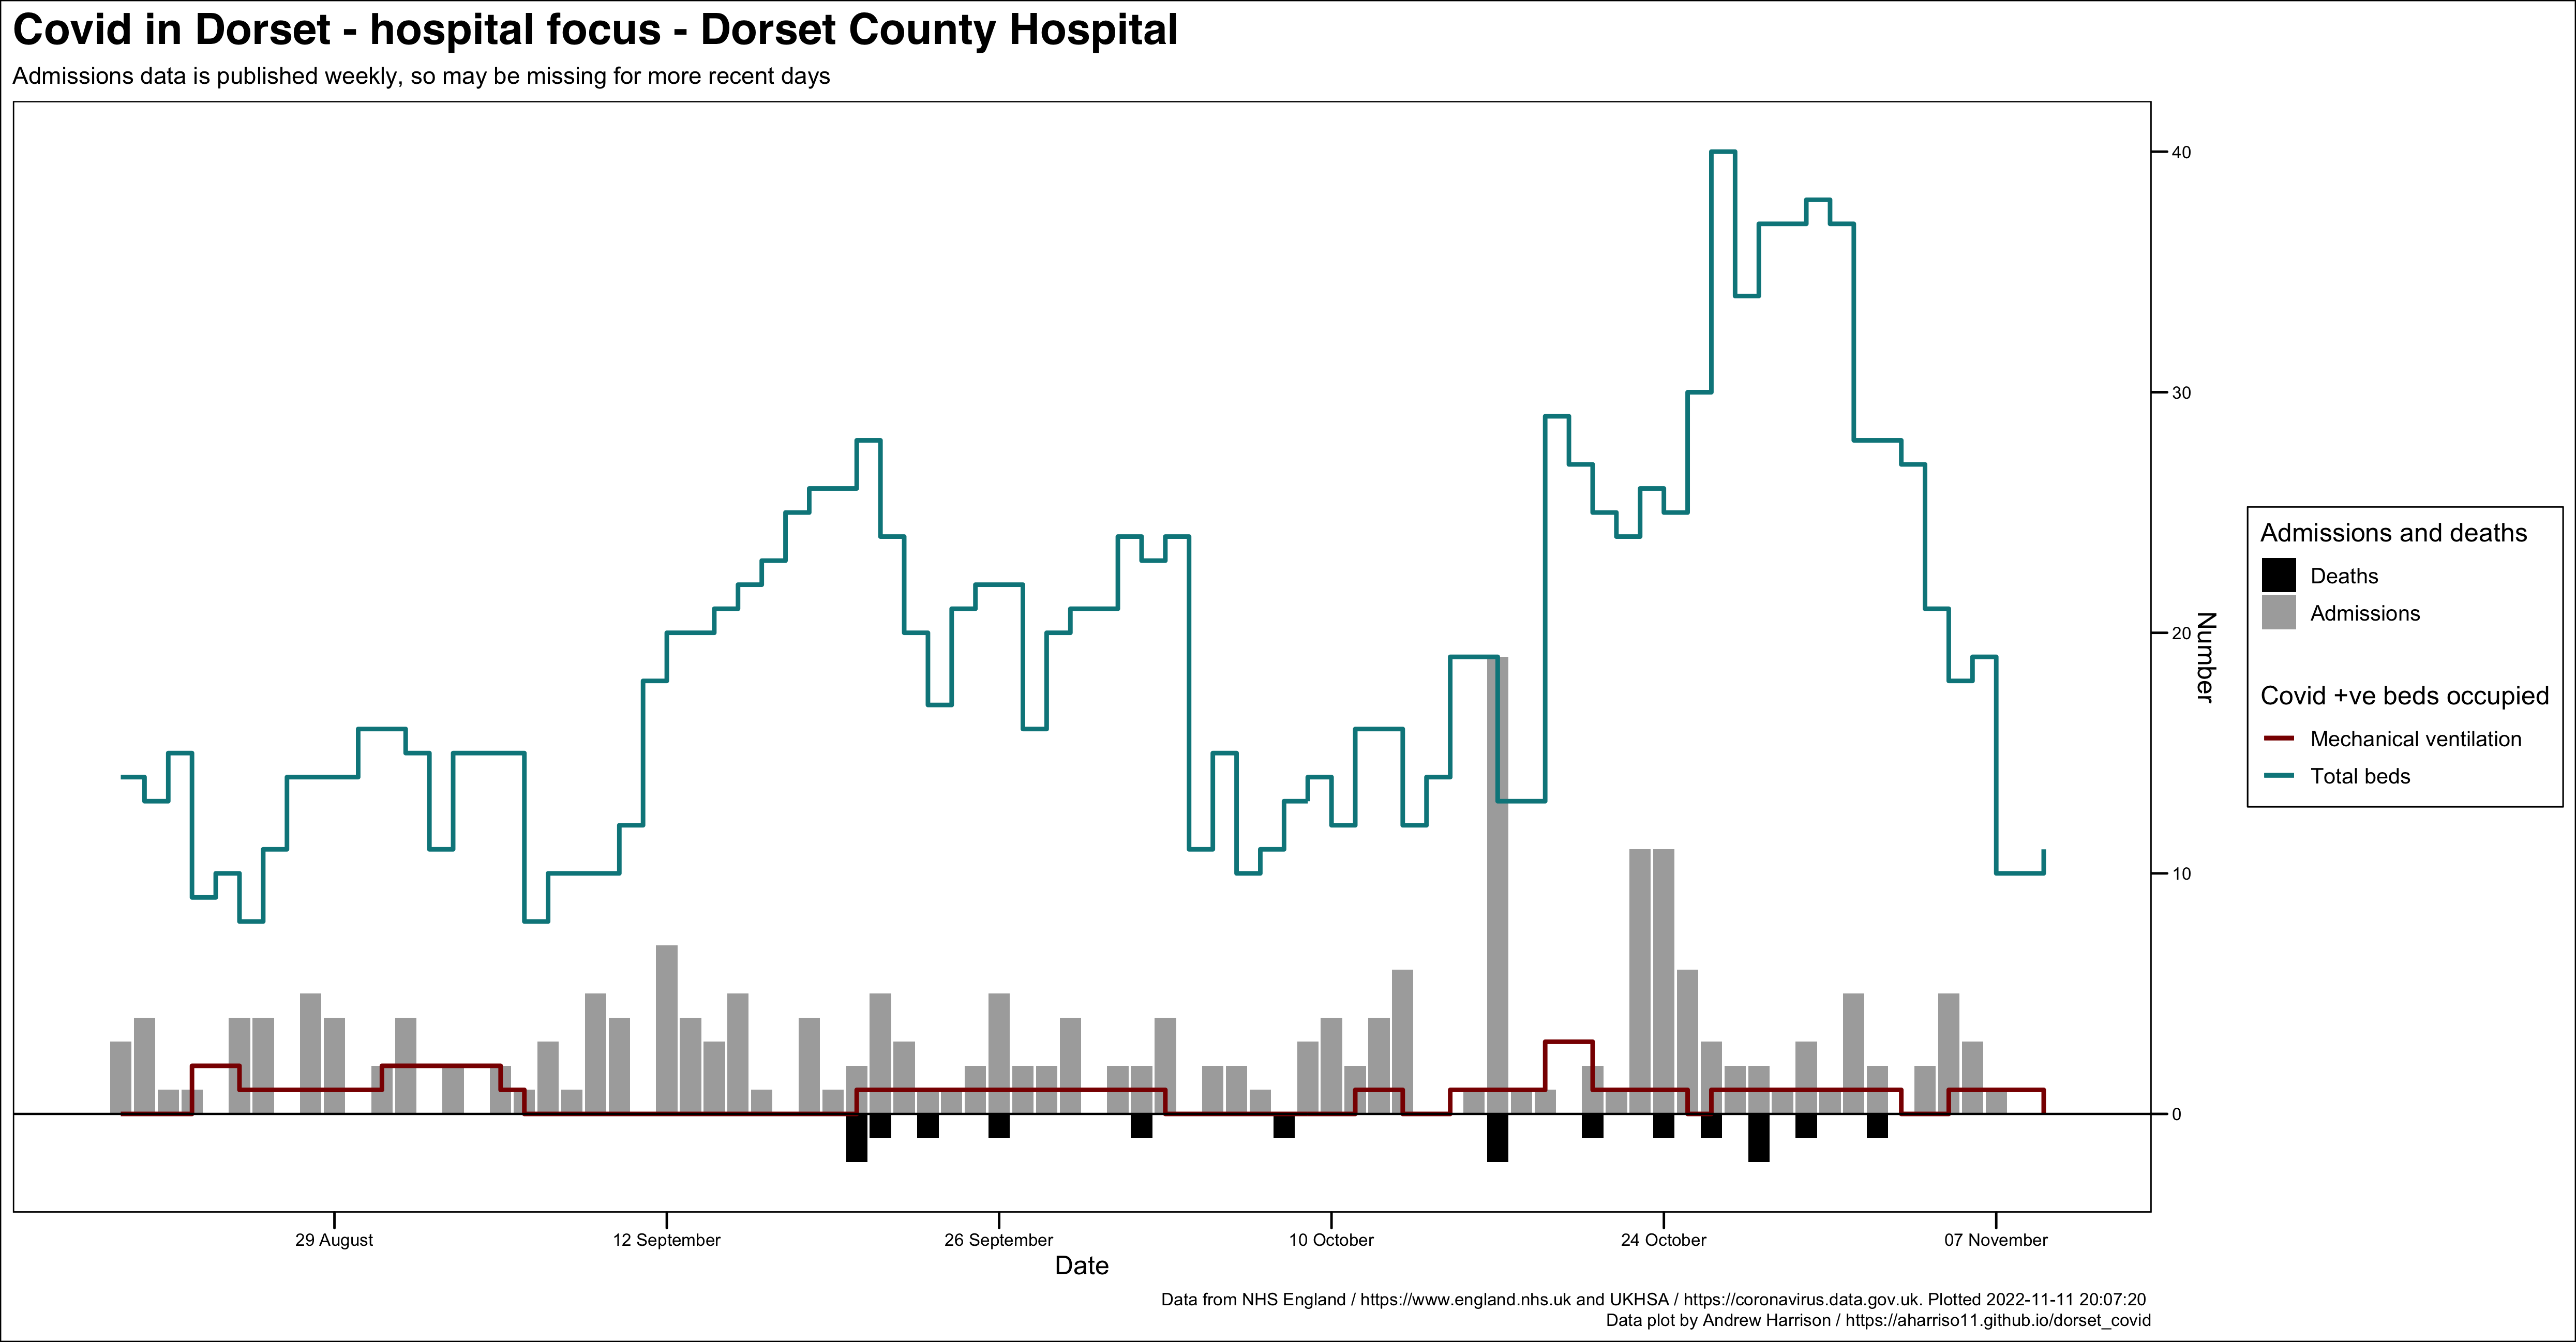 Covid in Dorset - hospital focus - Dorset County Hospital
Admissions data is published weekly, so may be missing for more recent days
40
30
20
10
0
Number
Admissions and deaths
Deaths
Admissions
Covid +ve beds occupied
Mechanical ventilation
Total beds
29 August
12 September
26 September
10 October
24 October
07 November
Date
Data from NHS England / https://www.england.nhs.uk and UKHSA / https://coronavirus.data.gov.uk. Plotted 2022-11-11 20:07:20
Data plot by Andrew Harrison / https://aharriso11.github.io/dorset_covid